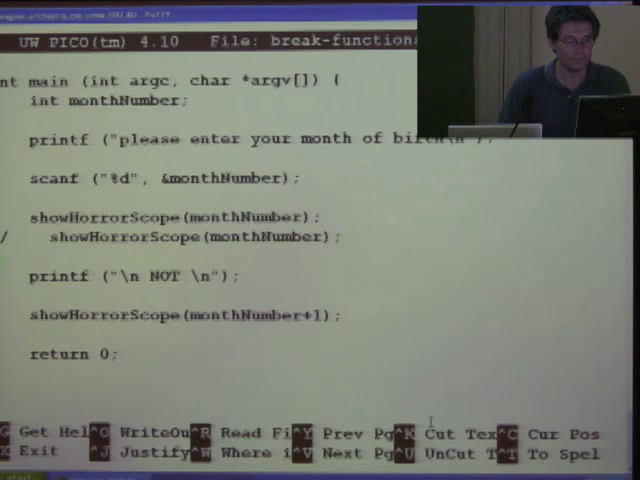 UW PICO(tm) 4.10 File: break-function
nt main (int argc, char *argv[]) {
int monthNumber;
printf ("please enter your month of birth\n");
scanf ("%d", &monthNumber);
showHorrorScope(monthNumber);
/ showHorrorScope(monthNumber);
printf ("\n NOT \n");
showHorrorScope(monthNumber+1);
return 0;
G Get Hel ^O WriteOu ^R Read Fi ^Y Prev Pg ^K Cut Tex ^C Cur Pos
X Exit ^J Justify ^W Where i ^V Next Pg ^U UnCut T ^T To Spel